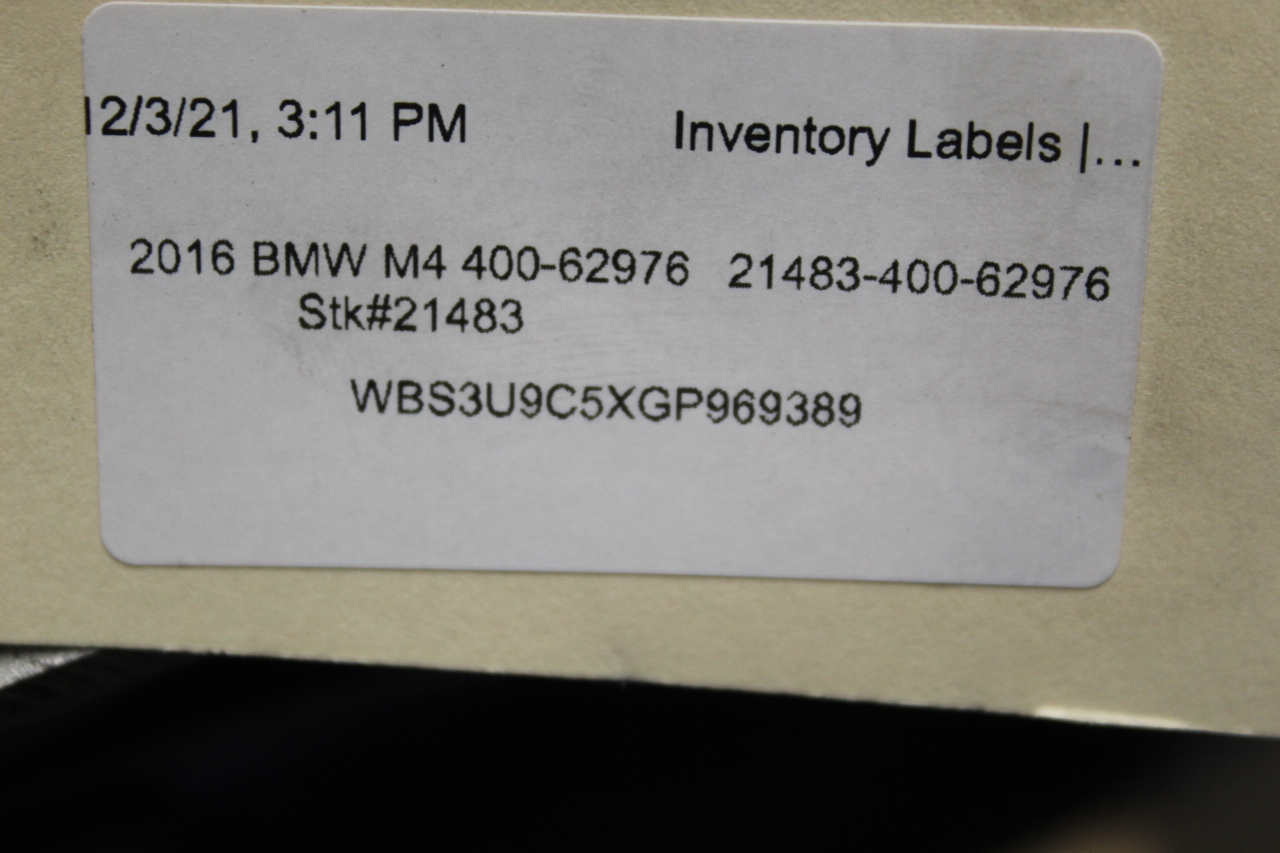 12/3/21, 3:11 PM Inventory Labels |...
2016 BMW M4 400-62976 21483-400-62976
Stk#21483
WBS3U9C5XGP969389